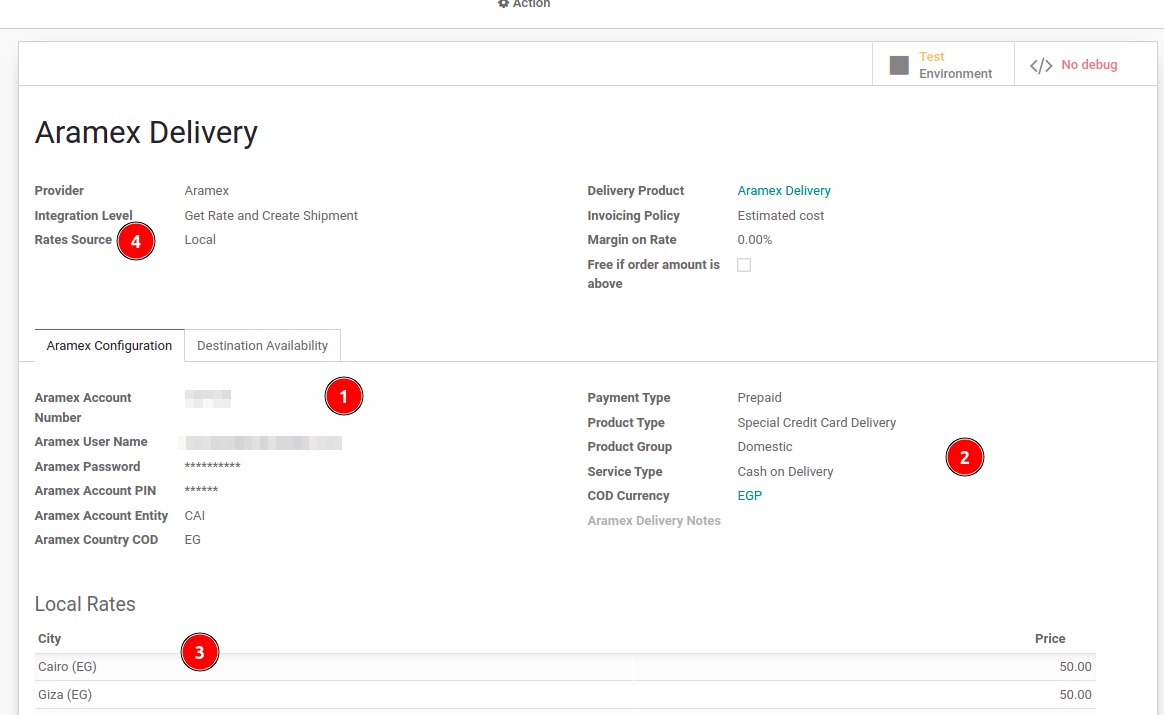 Action
Test
Environment
No debug
Aramex Delivery
Provider Aramex
Integration Level Get Rate and Create Shipment
Rates Source 4 Local
Delivery Product Aramex Delivery
Invoicing Policy Estimated cost
Margin on Rate 0.00%
Free if order amount is
above
Aramex Configuration Destination Availability
Aramex Account
Number
1
Aramex User Name
Aramex Password **********
Aramex Account PIN ******
Aramex Account Entity CAI
Aramex Country COD EG
Payment Type Prepaid
Product Type Special Credit Card Delivery
Product Group Domestic
2
Service Type Cash on Delivery
COD Currency EGP
Aramex Delivery Notes
Local Rates
City Price
3
Cairo (EG) 50.00
Giza (EG) 50.00